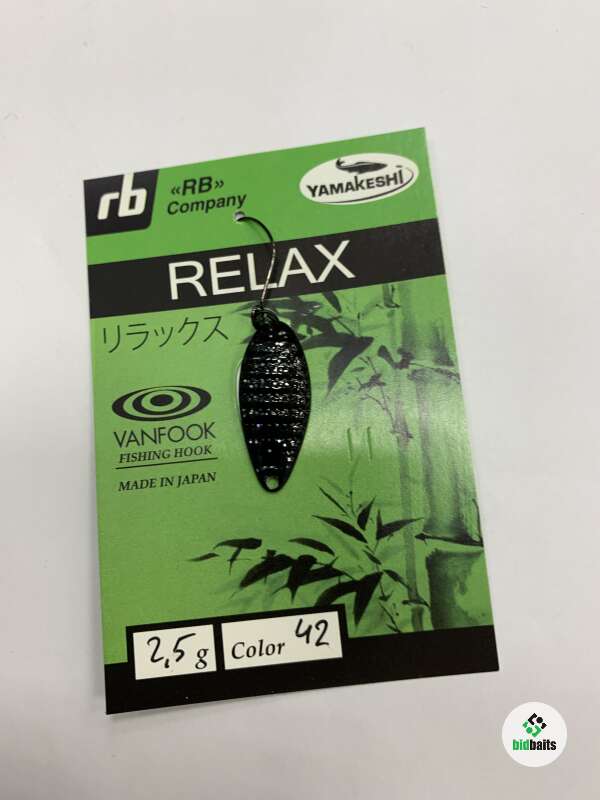 rb
«RB»
Company
YAMAKESHI
RELAX
リラックス
VANFOOK
FISHING HOOK
MADE IN JAPAN
2,5 g
Color 42
bidbaits